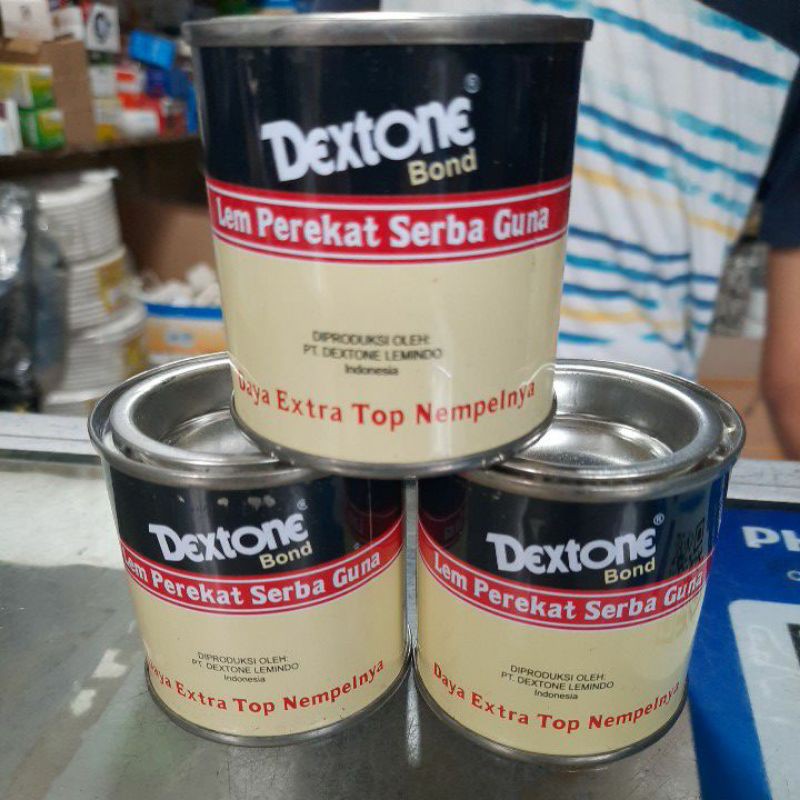 Dextone®
Bond
Lem Perekat Serba Guna
DIPRODUKSI OLEH:
PT. DEXTONE LEMINDO
Indonesia
Daya Extra Top Nempelnya
Dextone®
Bond
Lem Perekat Serba Guna
DIPRODUKSI OLEH:
PT. DEXTONE LEMINDO
Indonesia
Daya Extra Top Nempelnya
Dextone®
Bond
Lem Perekat Serba Guna
DIPRODUKSI OLEH:
PT. DEXTONE LEMINDO
Indonesia
Daya Extra Top Nempelnya